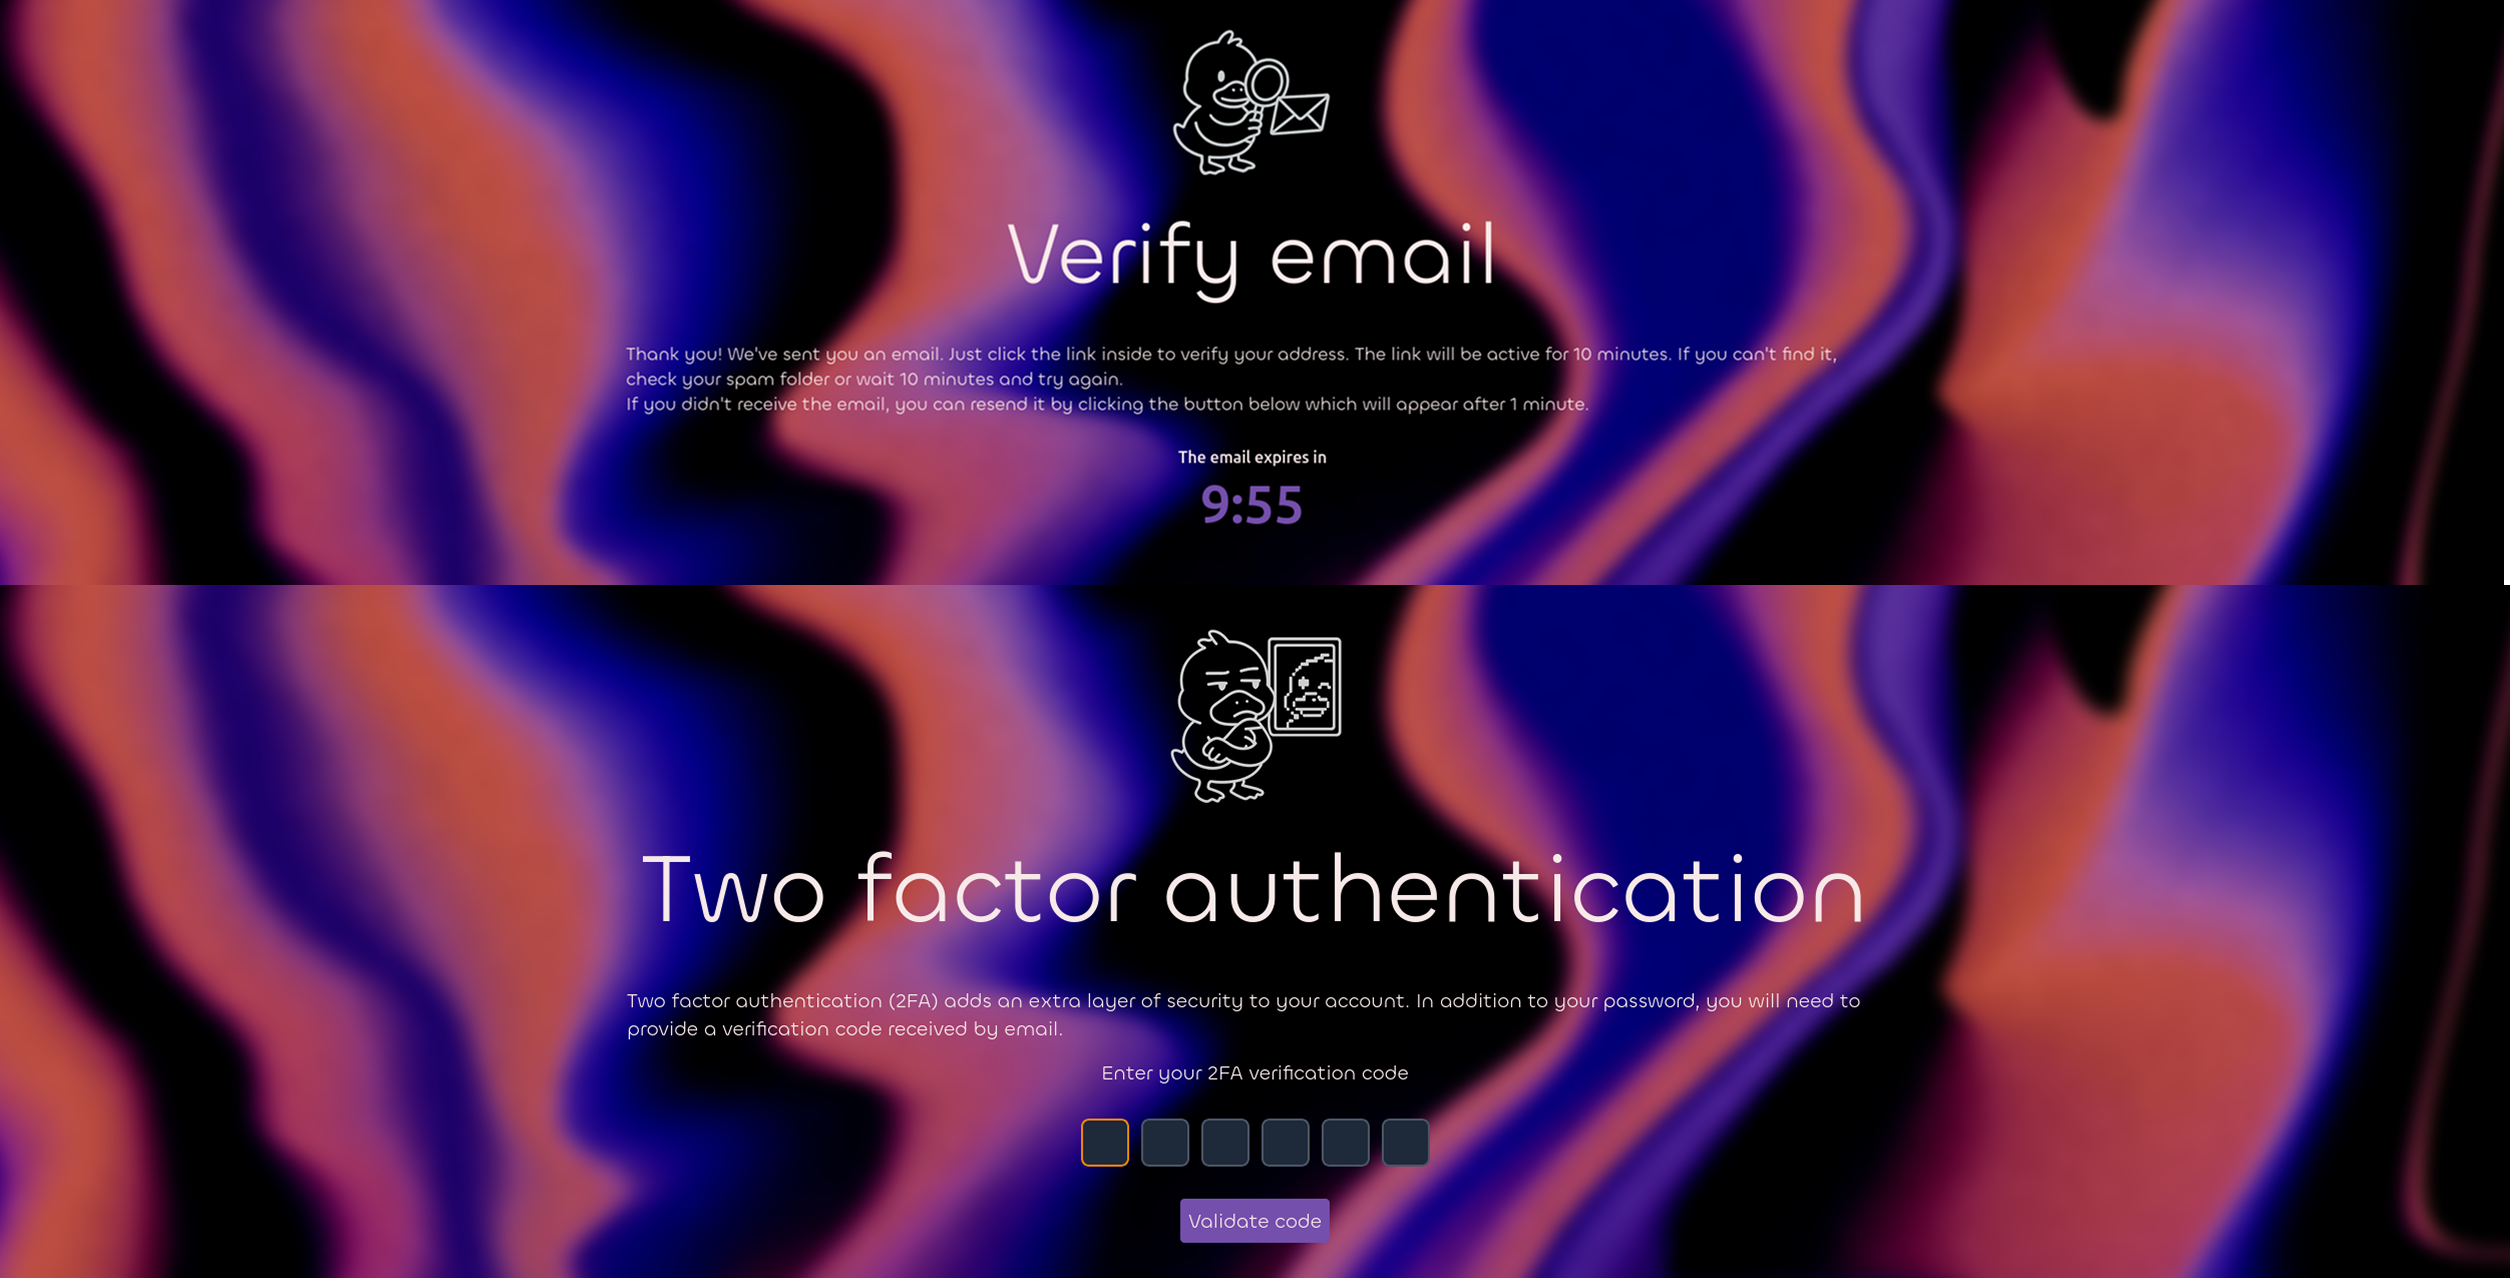 Verify email
Thank you! We've sent you an email. Just click the link inside to verify your address. The link will be active for 10 minutes. If you can't find it,
check your spam folder or wait 10 minutes and try again.
If you didn't receive the email, you can resend it by clicking the button below which will appear after 1 minute.
The email expires in
9:55
Two factor authentication
Two factor authentication (2FA) adds an extra layer of security to your account. In addition to your password, you will need to
provide a verification code received by email.
Enter your 2FA verification code
Validate code